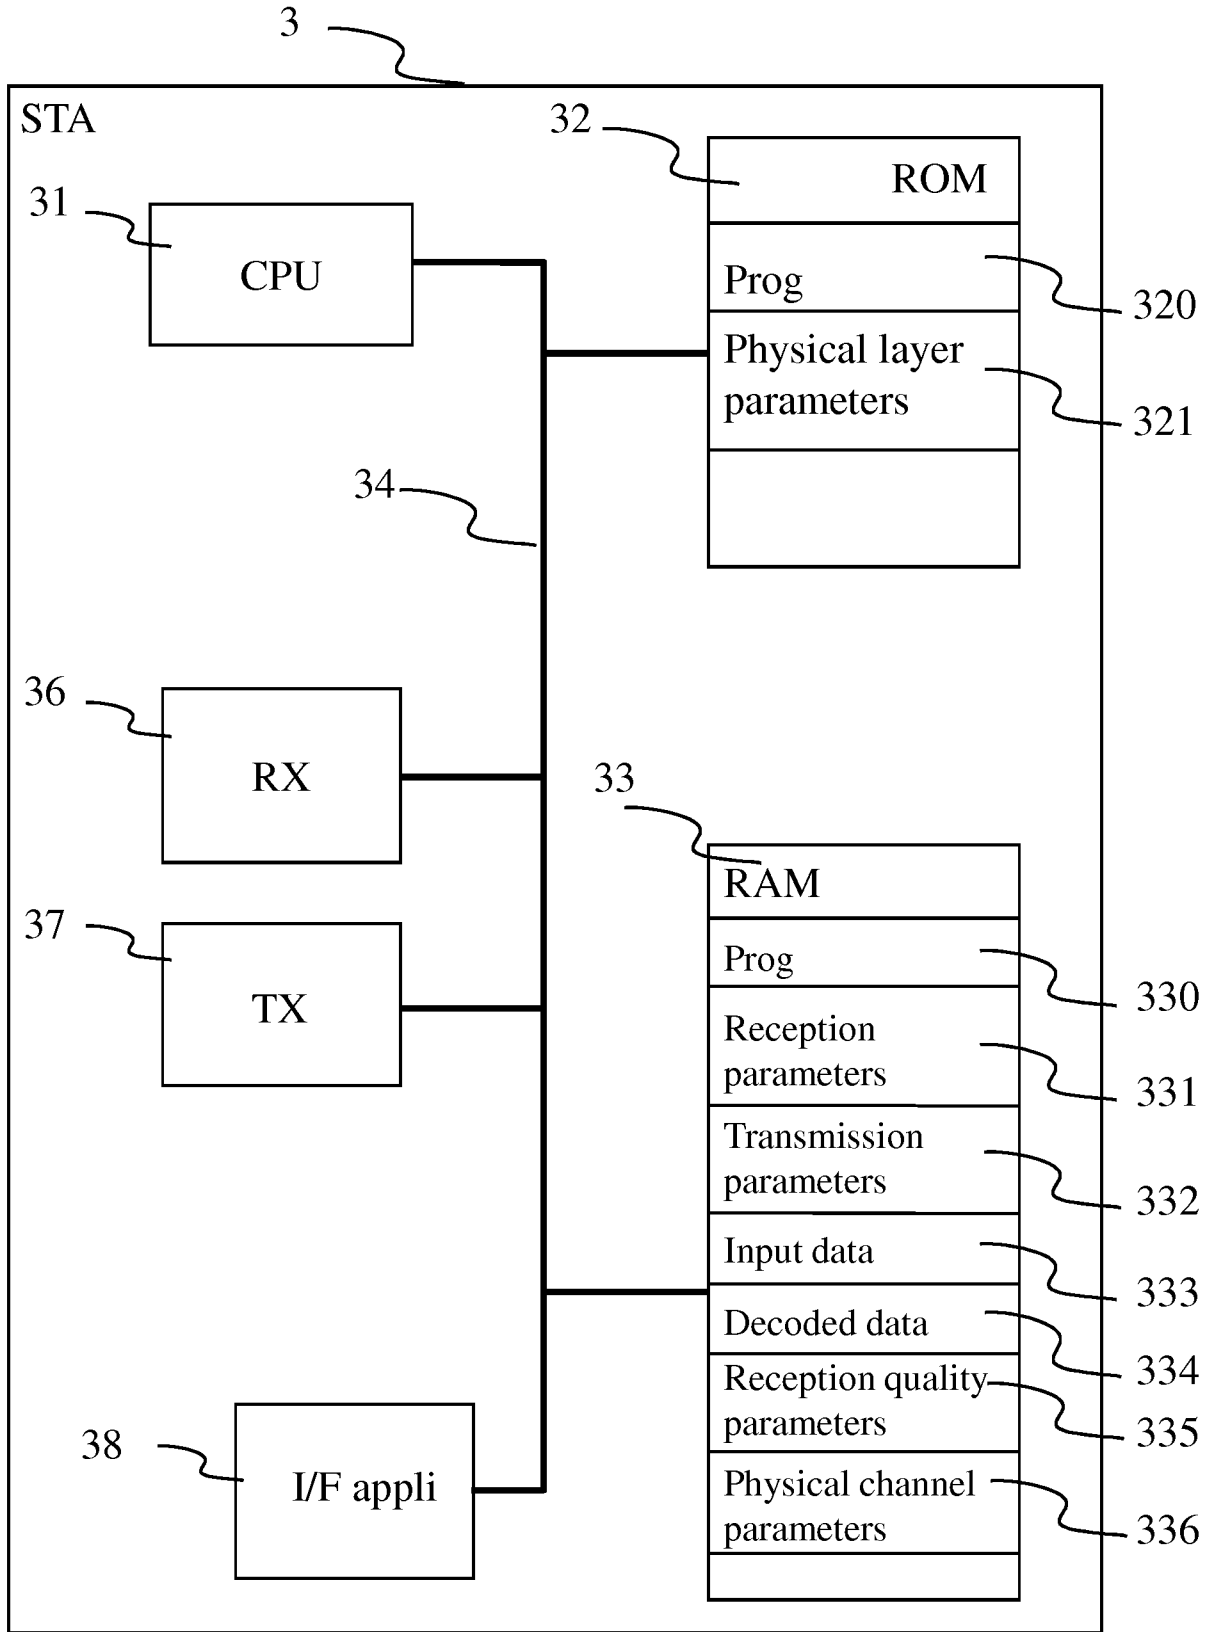 3
STA
32
ROM
31
CPU
Prog
320
Physical layer
parameters
321
34
36
RX
33
RAM
37
TX
Prog
330
Reception
parameters
331
Transmission
parameters
332
Input data
333
Decoded data
334
Reception quality
parameters
335
38
I/F appli
Physical channel
parameters
336